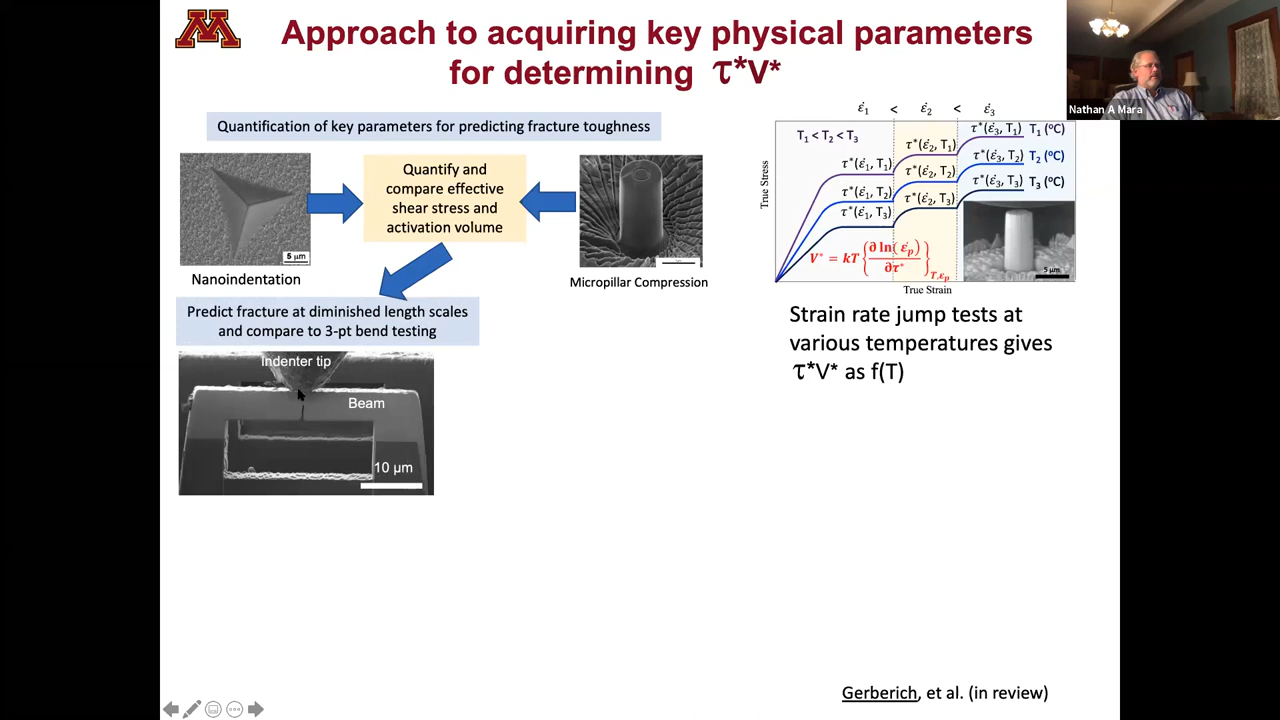 M
Approach to acquiring key physical parameters
for determining τ*V*
Nathan A Mara
Quantification of key parameters for predicting fracture toughness
Quantify and
compare effective
shear stress and
activation volume
5 μm
Nanoindentation
Micropillar Compression
Predict fracture at diminished length scales
and compare to 3-pt bend testing
Indenter tip
Beam
10 μm
ε̇₁ < ε̇₂ < ε̇₃
T₁ < T₂ < T₃
τ*(ε̇₁, T₁) τ*(ε̇₂, T₁) τ*(ε̇₃, T₁) T₁ (°C)
τ*(ε̇₁, T₂) τ*(ε̇₂, T₂) τ*(ε̇₃, T₂) T₂ (°C)
τ*(ε̇₁, T₃) τ*(ε̇₂, T₃) τ*(ε̇₃, T₃) T₃ (°C)
True Stress
V* = kT {∂ ln(ε̇ₚ) / ∂τ*}T,εₚ
5 μm
True Strain
Strain rate jump tests at
various temperatures gives
τ*V* as f(T)
Gerberich, et al. (in review)